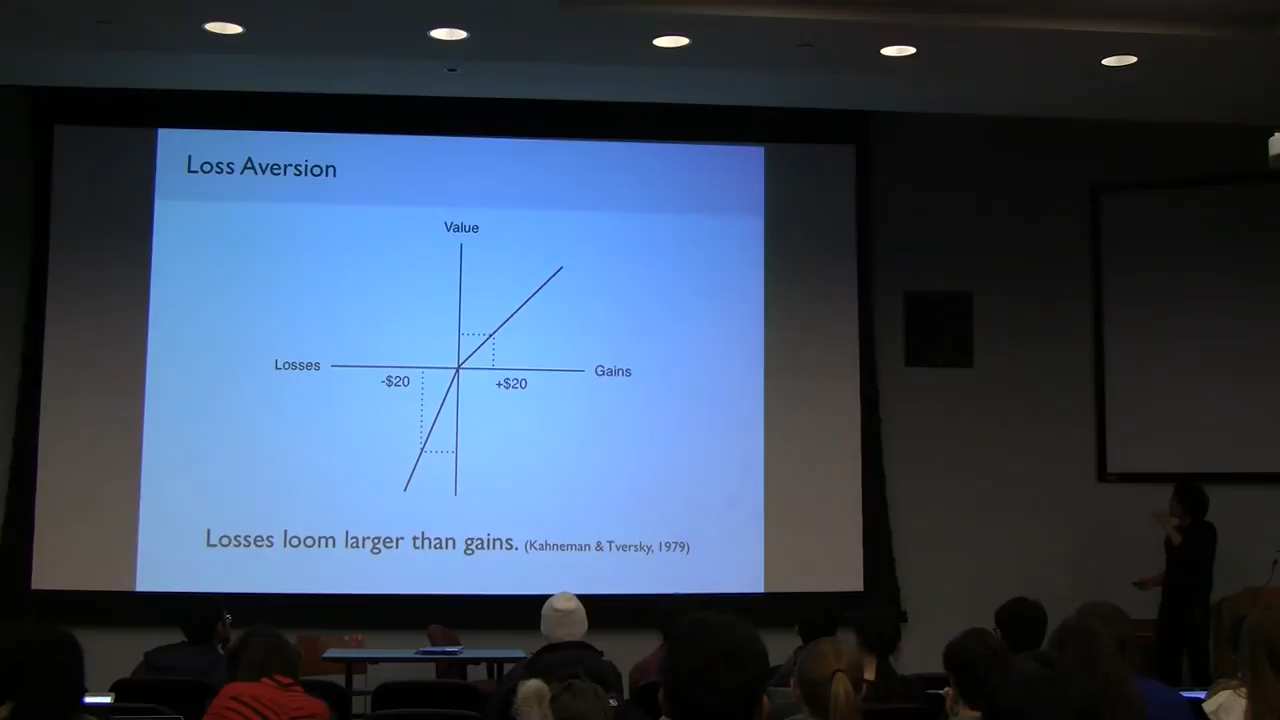 Loss Aversion
Value
Losses
Gains
-$20
+$20
Losses loom larger than gains. (Kahneman & Tversky, 1979)